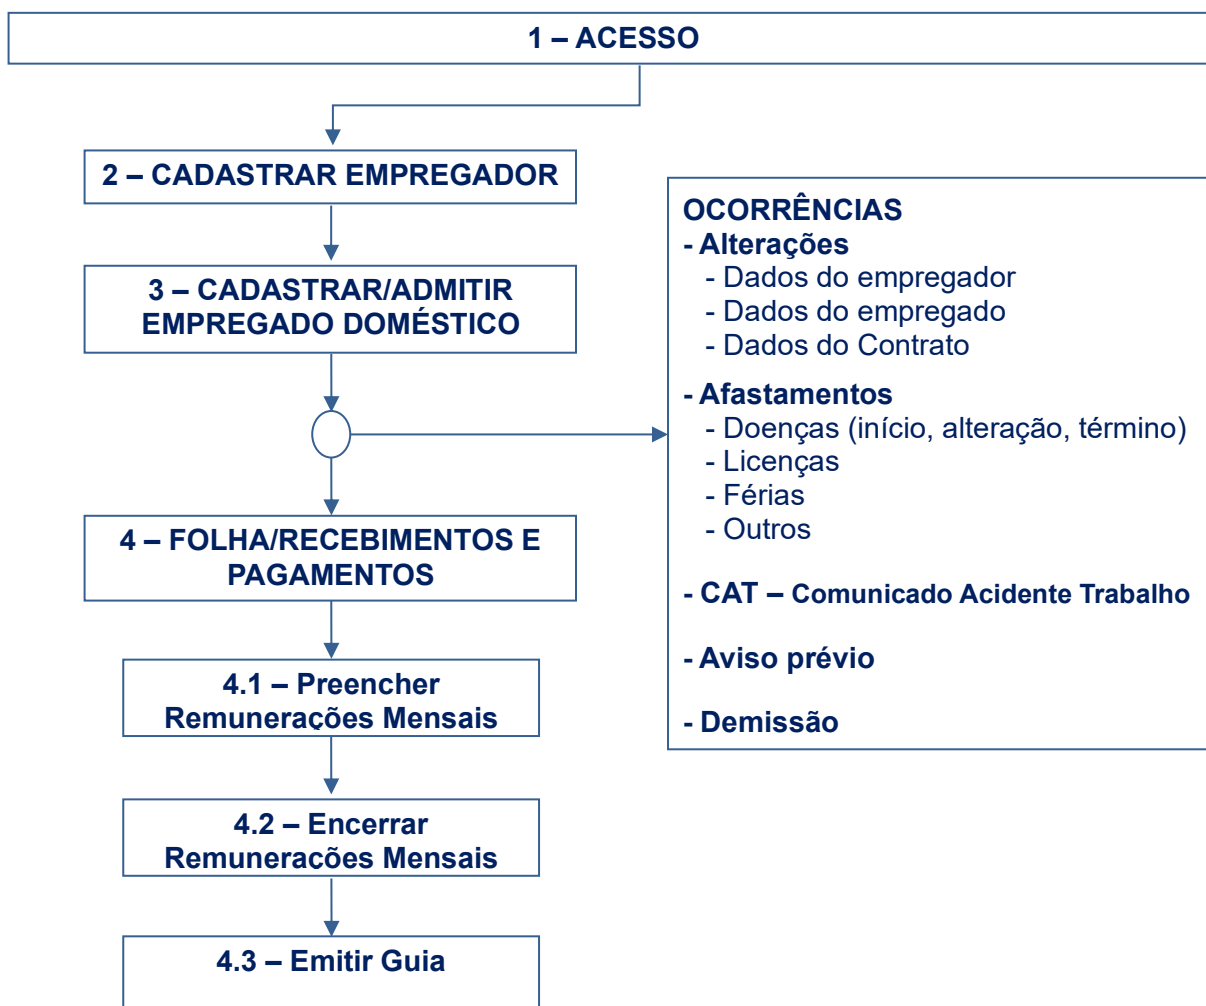 1 – ACESSO
2 – CADASTRAR EMPREGADOR
3 – CADASTRAR/ADMITIR
EMPREGADO DOMÉSTICO
OCORRÊNCIAS
- Alterações
- Dados do empregador
- Dados do empregado
- Dados do Contrato
- Afastamentos
- Doenças (início, alteração, término)
- Licenças
- Férias
- Outros
- CAT – Comunicado Acidente Trabalho
- Aviso prévio
- Demissão
4 – FOLHA/RECEBIMENTOS E
PAGAMENTOS
4.1 – Preencher
Remunerações Mensais
4.2 – Encerrar
Remunerações Mensais
4.3 – Emitir Guia